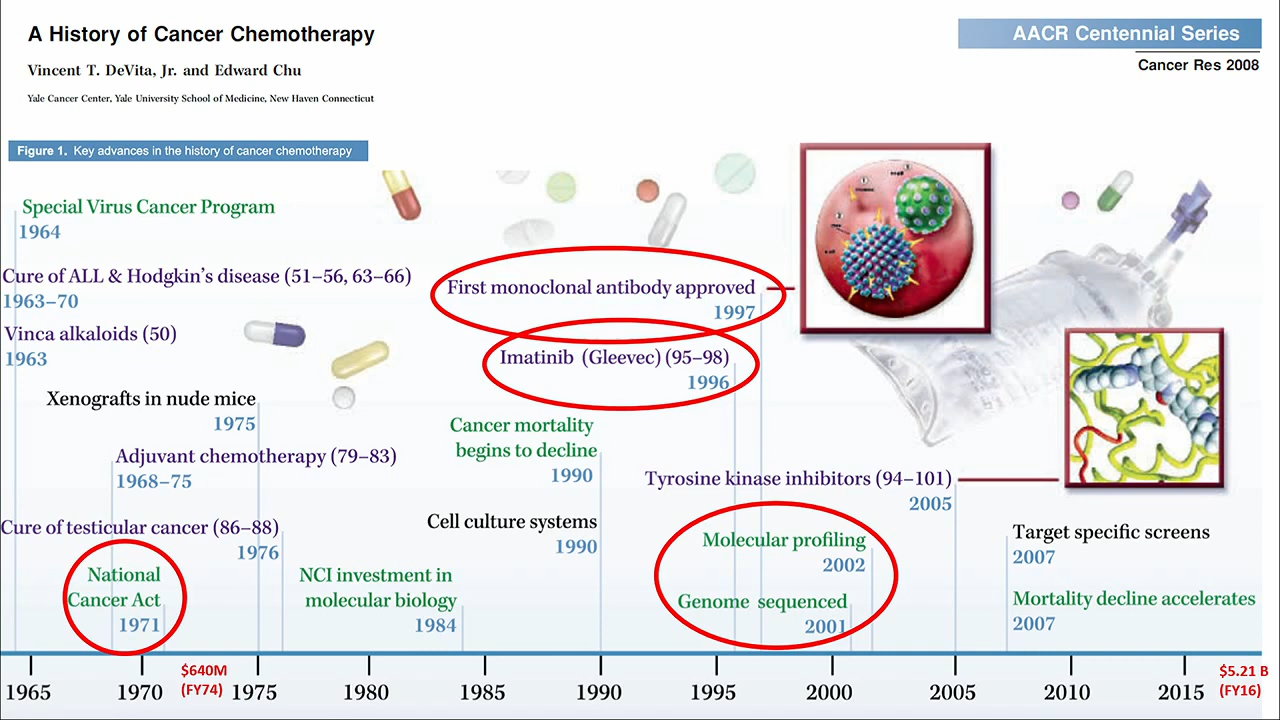 A History of Cancer Chemotherapy
AACR Centennial Series
Vincent T. DeVita, Jr. and Edward Chu
Cancer Res 2008
Yale Cancer Center, Yale University School of Medicine, New Haven Connecticut
Figure 1. Key advances in the history of cancer chemotherapy
Special Virus Cancer Program
1964
Cure of ALL & Hodgkin's disease (51–56, 63–66)
1963–70
Vinca alkaloids (50)
1963
Xenografts in nude mice
1975
Adjuvant chemotherapy (79–83)
1968–75
Cure of testicular cancer (86–88)
1976
National
Cancer Act
1971
NCI investment in
molecular biology
1984
First monoclonal antibody approved
1997
Imatinib (Gleevec) (95–98)
1996
Cancer mortality
begins to decline
1990
Cell culture systems
1990
Tyrosine kinase inhibitors (94–101)
2005
Molecular profiling
2002
Genome sequenced
2001
Target specific screens
2007
Mortality decline accelerates
2007
$640M
(FY74)
$5.21 B
(FY16)
1965 1970 1975 1980 1985 1990 1995 2000 2005 2010 2015